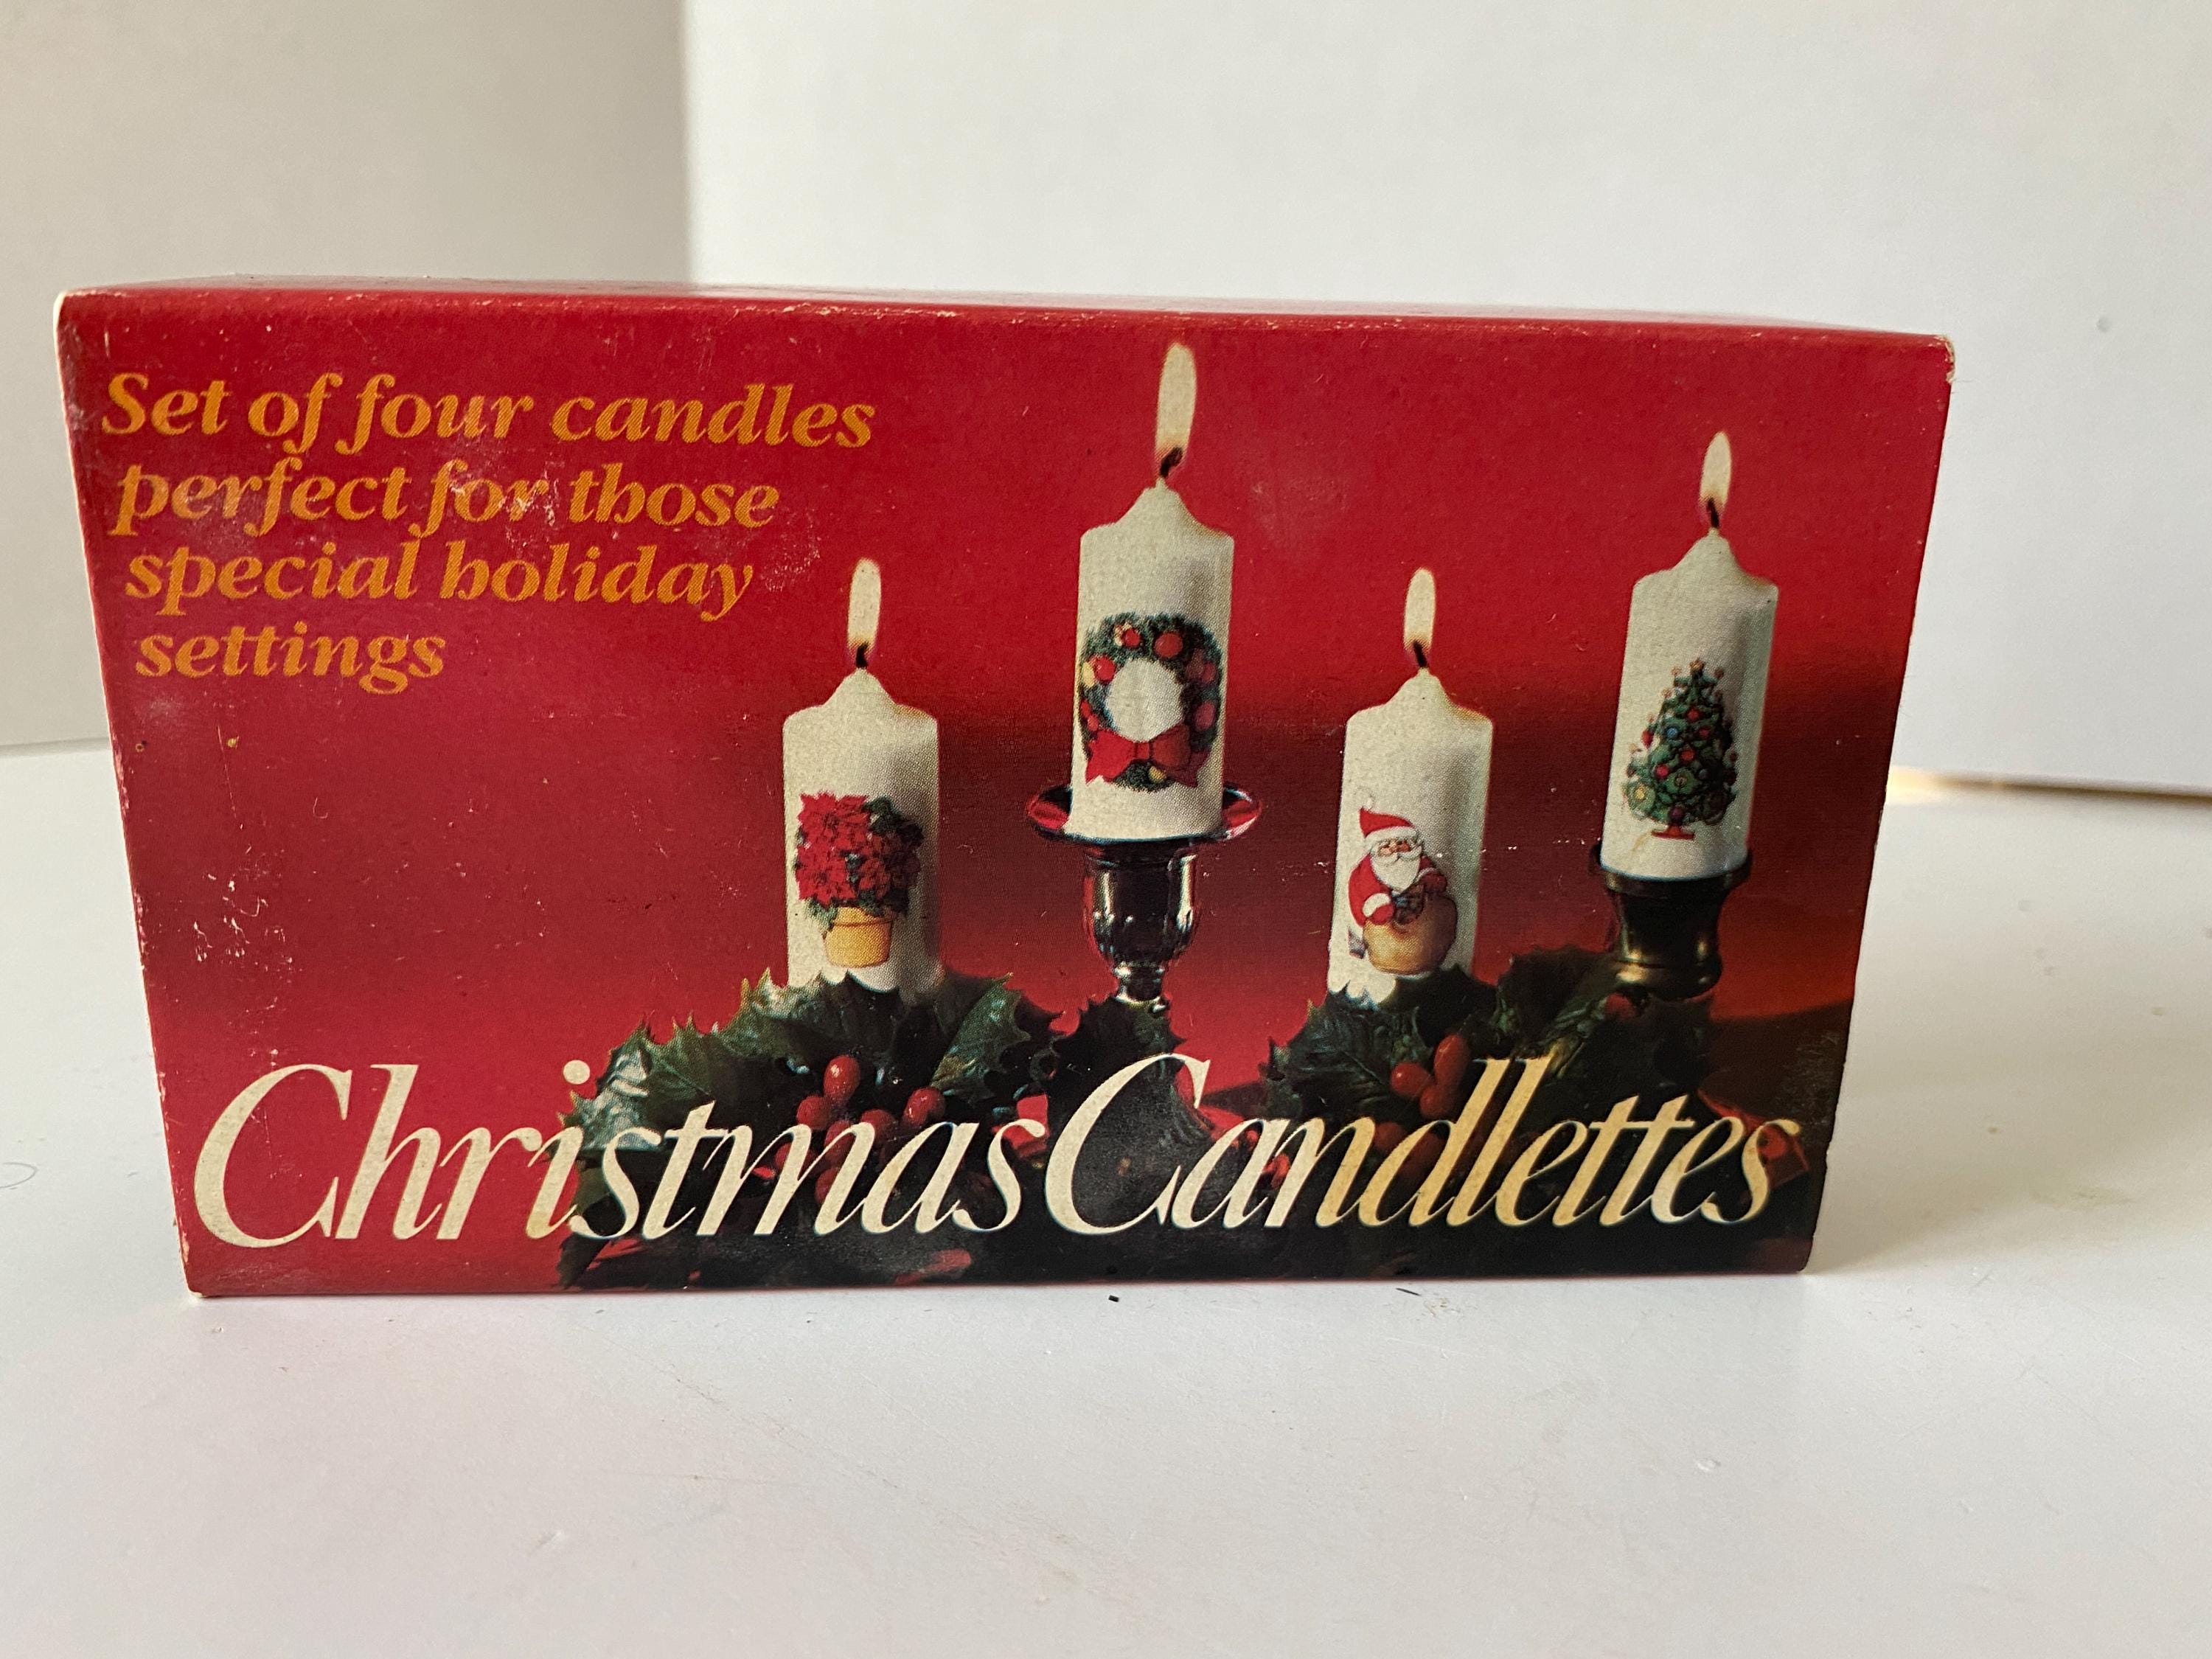 Set of four candles
perfect for those
special holiday
settings
Christmas Candlettes